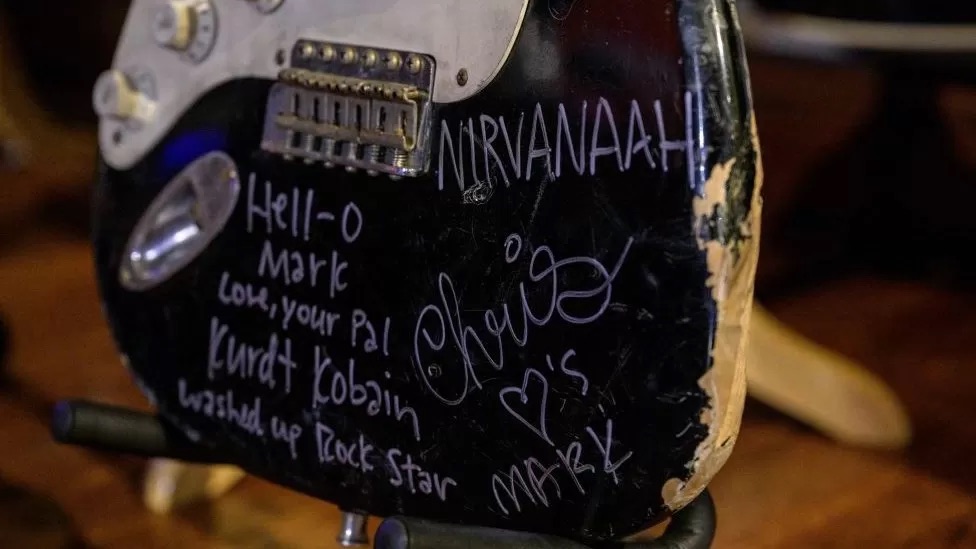 NIRVANAAH
Hell-O
Mark
Love, your Pal
Kurdt Kobain
washed up Rock Star
Chris
♡'s
MARK